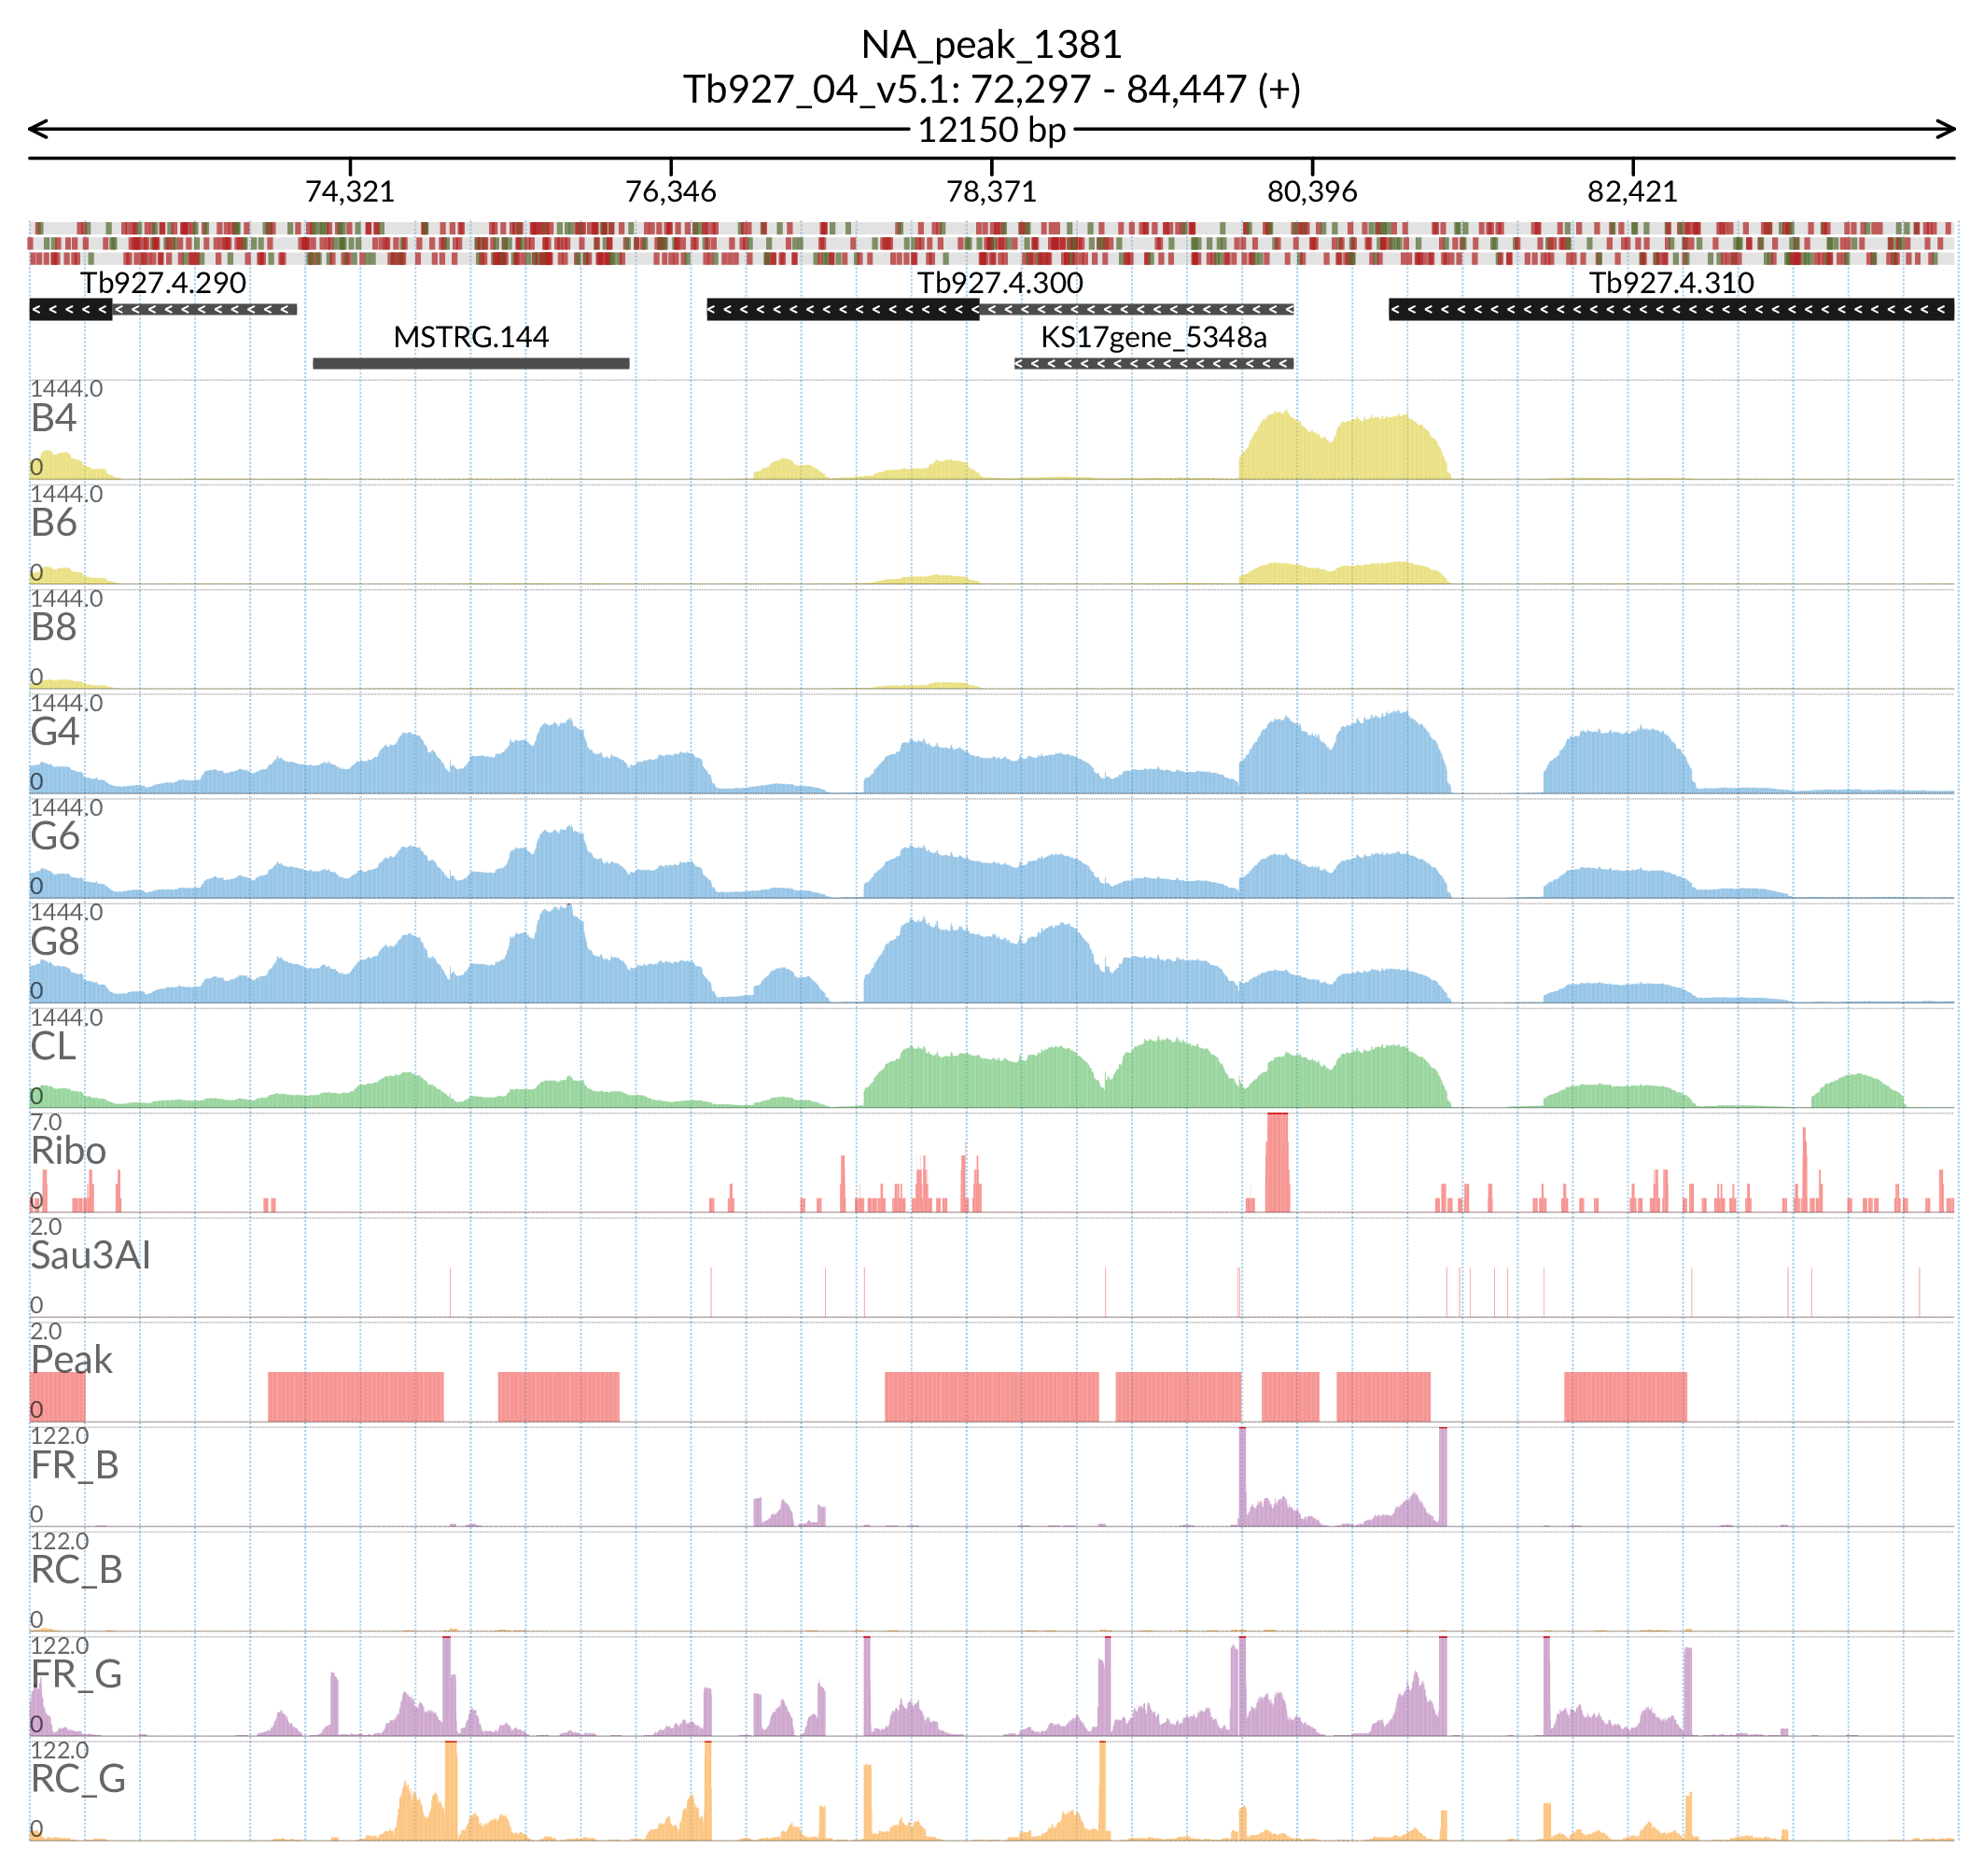 NA_peak_1381
Tb927_04_v5.1: 72,297 - 84,447 (+)
12150 bp
74,321 76,346 78,371 80,396 82,421
Tb927.4.290 Tb927.4.300 Tb927.4.310
MSTRG.144 KS17gene_5348a
1444.0
B4
0
1444.0
B6
0
1444.0
B8
0
1444.0
G4
0
1444.0
G6
0
1444.0
G8
0
1444.0
CL
0
7.0
Ribo
0
2.0
Sau3AI
0
2.0
Peak
0
122.0
FR_B
0
122.0
RC_B
0
122.0
FR_G
0
122.0
RC_G
0